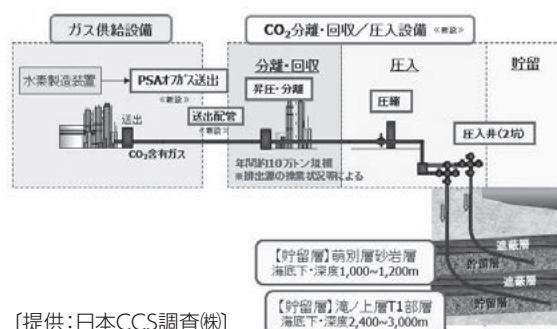 ガス供給設備
水素製造装置
PSAオフガス送出
≪新設≫
送出
送出配管
≪新設≫
CO₂含有ガス
CO₂分離・回収/圧入設備 ≪新設≫
分離・回収
昇圧・分離
年間約10万トン規模
※排出源の操業状況等による
圧入
圧縮
貯留
圧入井(2坑)
遮蔽層
貯留層
遮蔽層
貯留層
【貯留層】萌別層砂岩層
海底下・深度1,000~1,200m
【貯留層】滝ノ上層T1部層
海底下・深度2,400~3,000m
〔提供:日本CCS調査㈱〕